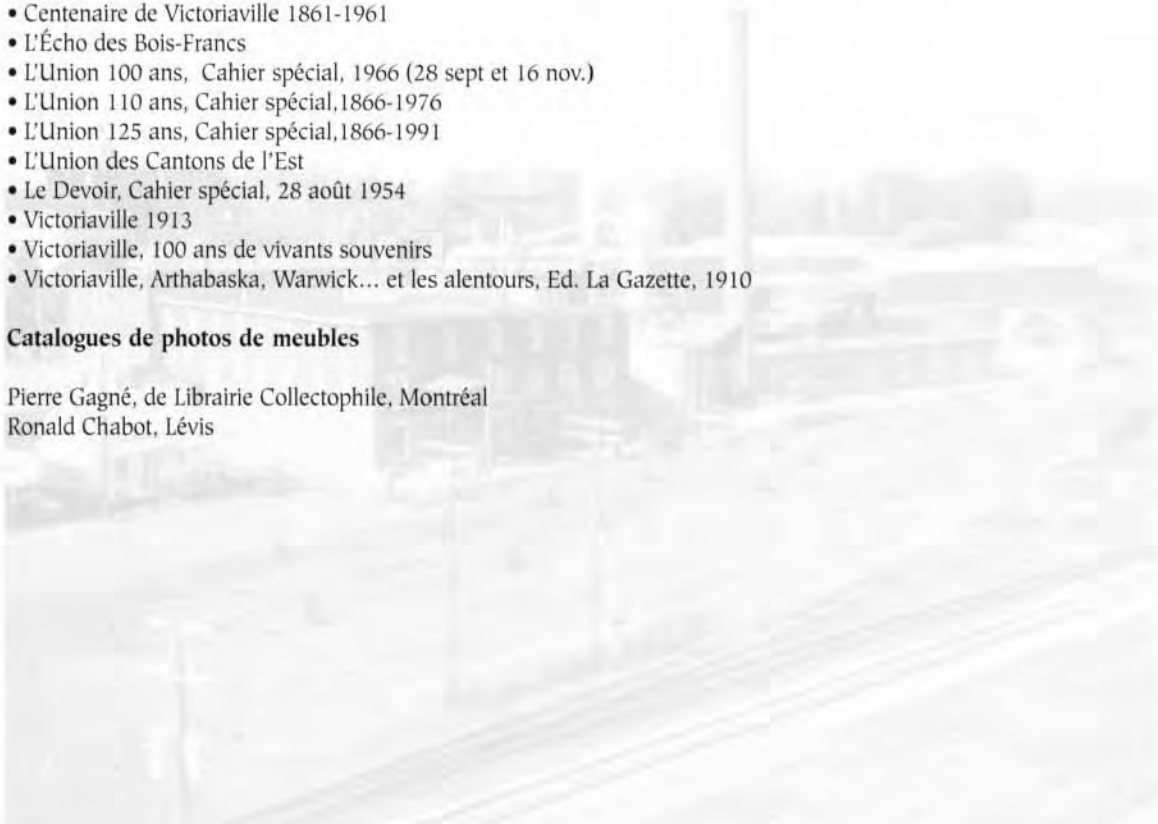 • Centenaire de Victoriaville 1861-1961
• L'Écho des Bois-Francs
• L'Union 100 ans, Cahier spécial, 1966 (28 sept et 16 nov.)
• L'Union 110 ans, Cahier spécial,1866-1976
• L'Union 125 ans, Cahier spécial,1866-1991
• L'Union des Cantons de l'Est
• Le Devoir, Cahier spécial, 28 août 1954
• Victoriaville 1913
• Victoriaville, 100 ans de vivants souvenirs
• Victoriaville, Arthabaska, Warwick... et les alentours, Ed. La Gazette, 1910
Catalogues de photos de meubles
Pierre Gagné, de Librairie Collectophile, Montréal
Ronald Chabot, Lévis